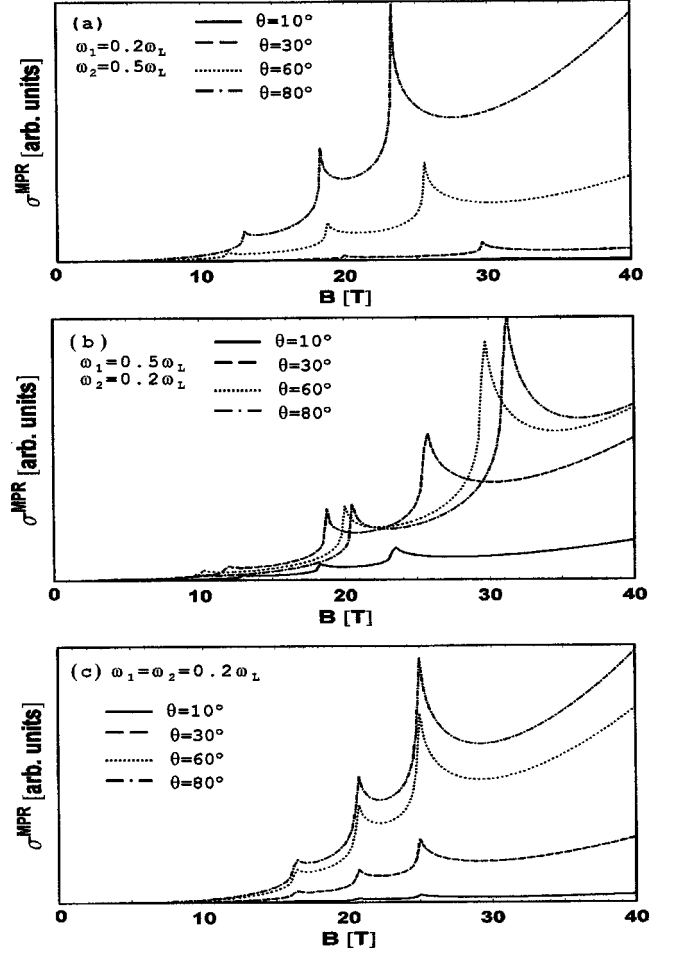 (a)
θ=10°
ω1=0.2ωL
θ=30°
ω2=0.5ωL
θ=60°
θ=80°
σMPR [arb. units]
0 10 20 30 40
B [T]
(b)
θ=10°
ω1=0.5ωL
θ=30°
ω2=0.2ωL
θ=60°
θ=80°
σMPR [arb. units]
0 10 20 30 40
B [T]
(c) ω1=ω2=0.2ωL
θ=10°
θ=30°
θ=60°
θ=80°
σMPR [arb. units]
0 10 20 30 40
B [T]